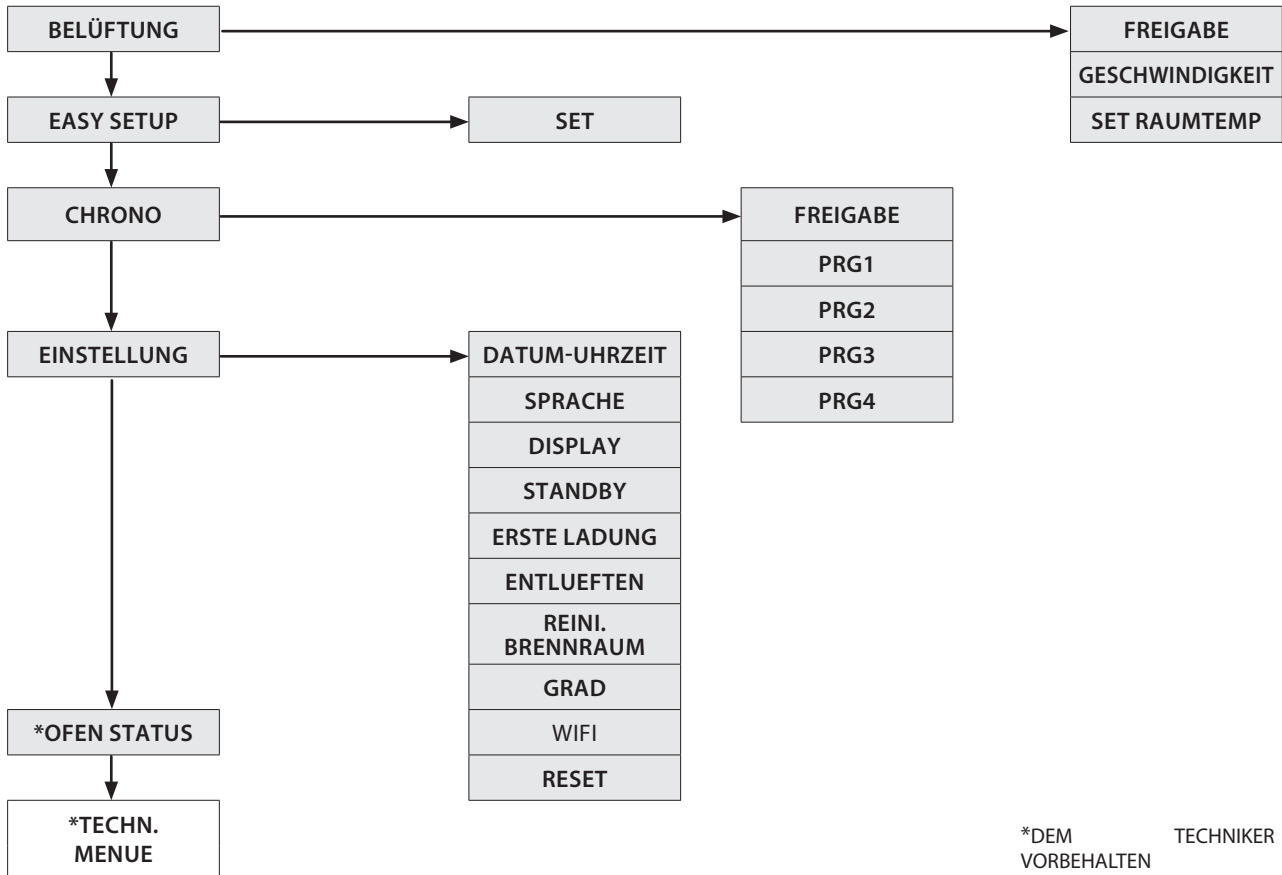 BELÜFTUNG
FREIGABE
GESCHWINDIGKEIT
SET RAUMTEMP
EASY SETUP
SET
CHRONO
FREIGABE
PRG1
PRG2
PRG3
PRG4
EINSTELLUNG
DATUM-UHRZEIT
SPRACHE
DISPLAY
STANDBY
ERSTE LADUNG
ENTLUEFTEN
REINI.
BRENNRAUM
GRAD
WIFI
RESET
*OFEN STATUS
*TECHN.
MENUE
*DEM TECHNIKER
VORBEHALTEN